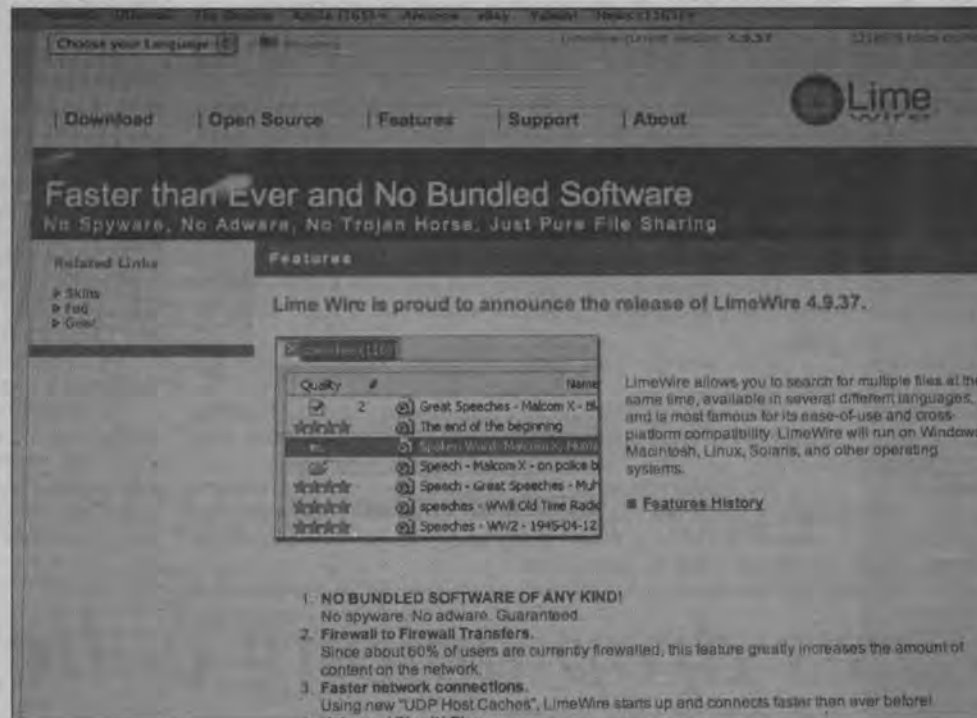 Choose your Language
4.9.37
| Download | Open Source | Features | Support | About
Lime
Wire
Faster than Ever and No Bundled Software
No Spyware, No Adware, No Trojan Horse, Just Pure File Sharing
Related Links
Skins
Faq
Features
Lime Wire is proud to announce the release of LimeWire 4.9.37.
Quality # Name
2 Great Speeches - Malcom X - Bl
The end of the beginning
Spoken Word Malcom X, Huma
Speech - Malcom X - on police b
Speech - Great Speeches - Muh
speeches - WWII Old Time Radio
Speeches - WW2 - 1945-04-12
LimeWire allows you to search for multiple files at the
same time, available in several different languages,
and is most famous for its ease-of-use and cross-
platform compatibility. LimeWire will run on Windows
Macintosh, Linux, Solaris, and other operating
systems.
Features History
1. NO BUNDLED SOFTWARE OF ANY KIND!
No spyware. No adware. Guaranteed.
2. Firewall to Firewall Transfers.
Since about 60% of users are currently firewalled, this feature greatly increases the amount of
content on the network.
3. Faster network connections.
Using new "UDP Host Caches", LimeWire starts up and connects faster than ever before!